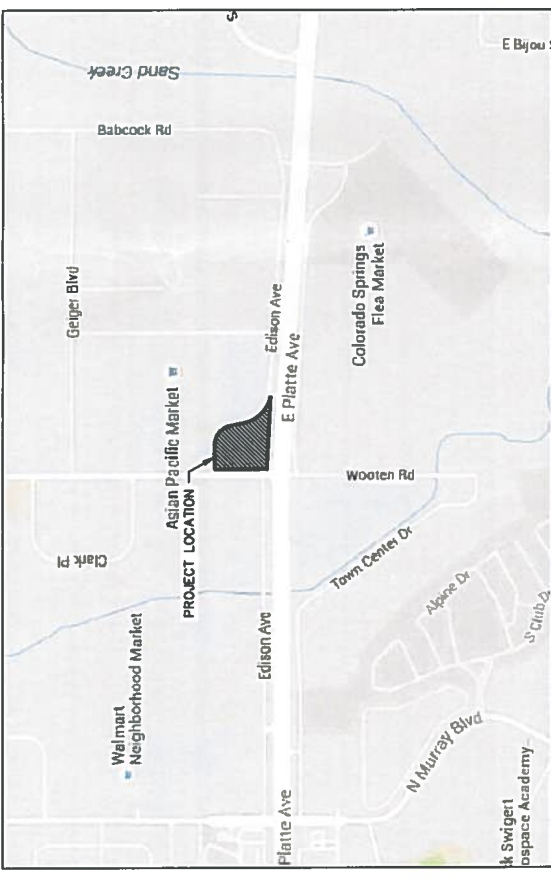 S
Sand Creek
E Bijou S
Babcock Rd
Geiger Blvd
Edison Ave
E Platte Ave
Colorado Springs
Flea Market
Asian Pacific Market
PROJECT LOCATION
Clark Pl
Wooten Rd
Town Center Dr
Alpine Dr
S Club D
Edison Ave
Walmart
Neighborhood Market
N Murray Blvd
Platte Ave
k Swigert
ospace Academy